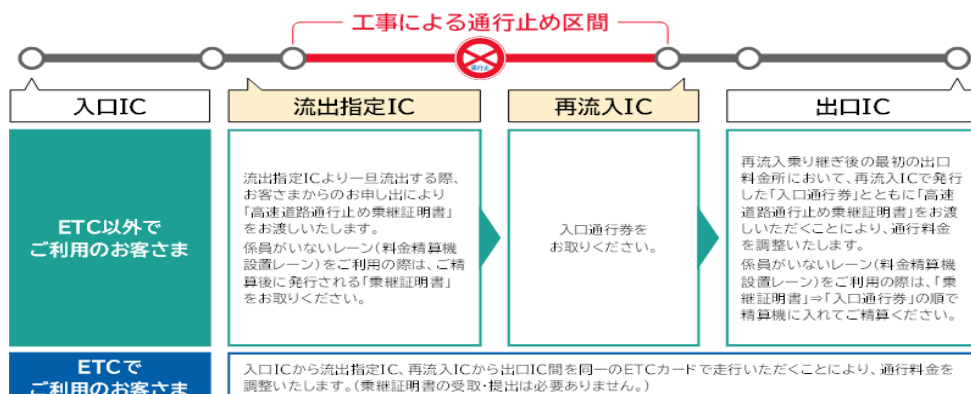 工事による通行止め区間
通行止
入口IC
流出指定IC
再流入IC
出口IC
ETC以外で
ご利用のお客さま
流出指定ICより一旦流出する際、
お客さまからのお申し出により
「高速道路通行止め乗継証明書」
をお渡しいたします。
係員がいないレーン(料金精算機
設置レーン)をご利用の際は、ご精
算後に発行される「乗継証明書」
をお取りください。
入口通行券を
お取りください。
再流入乗り継ぎ後の最初の出口
料金所において、再流入ICで発行
した「入口通行券」とともに「高速
道路通行止め乗継証明書」をお渡
しいただくことにより、通行料金
を調整いたします。
係員がいないレーン(料金精算機
設置レーン)をご利用の際は、「乗
継証明書」⇒「入口通行券」の順で
精算機に入れてご精算ください。
ETCで
ご利用のお客さま
入口ICから流出指定IC、再流入ICから出口IC間を同一のETCカードで走行いただくことにより、通行料金を
調整いたします。(乗継証明書の受取・提出は必要ありません。)